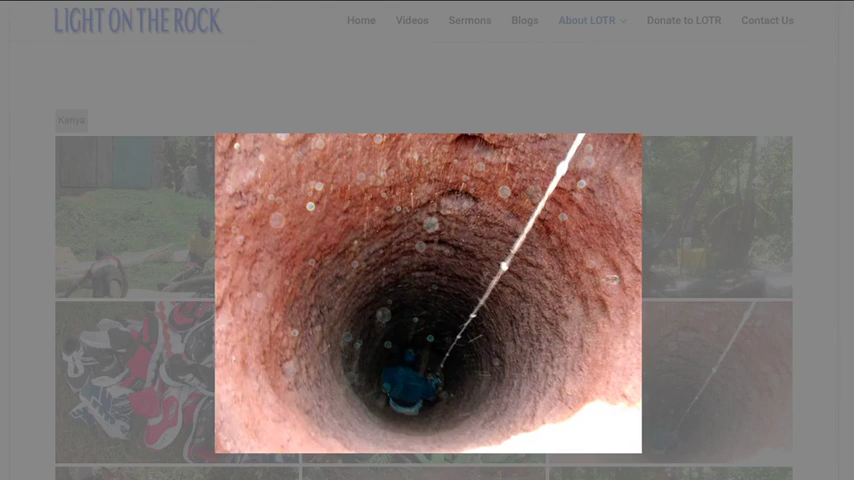 LIGHT ON THE ROCK
Home Videos Sermons Blogs About LOTR Donate to LOTR Contact Us
Kenya